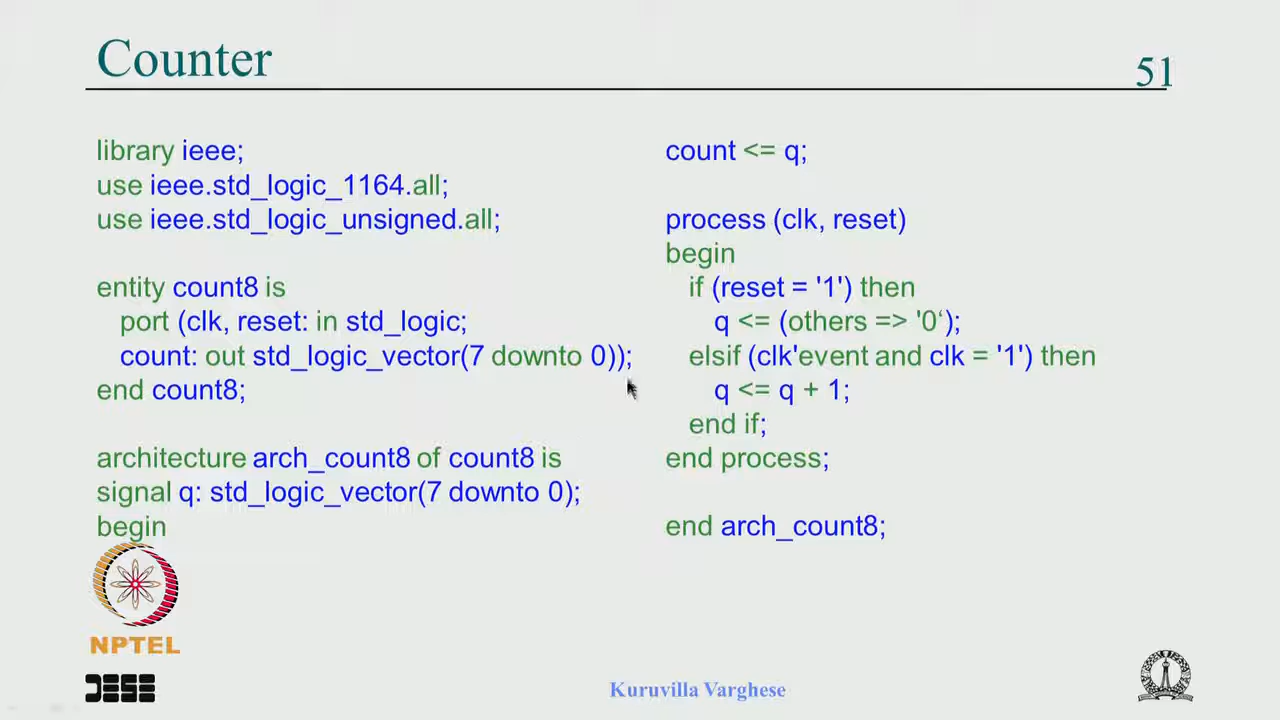 Counter
51
library ieee;
use ieee.std_logic_1164.all;
use ieee.std_logic_unsigned.all;
entity count8 is
port (clk, reset: in std_logic;
count: out std_logic_vector(7 downto 0));
end count8;
architecture arch_count8 of count8 is
signal q: std_logic_vector(7 downto 0);
begin
count <= q;
process (clk, reset)
begin
if (reset = '1') then
q <= (others => '0‘);
elsif (clk'event and clk = '1') then
q <= q + 1;
end if;
end process;
end arch_count8;
NPTEL
Kuruvilla Varghese